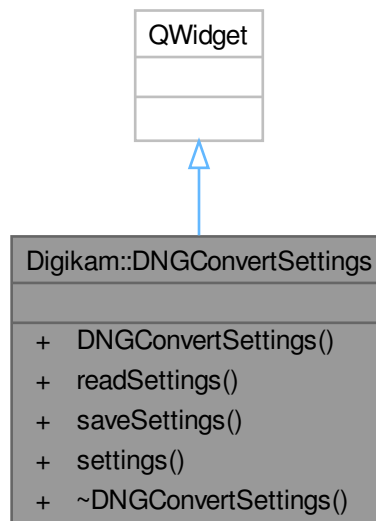 QWidget
Digikam::DNGConvertSettings
+ DNGConvertSettings()
+ readSettings()
+ saveSettings()
+ settings()
+ ~DNGConvertSettings()